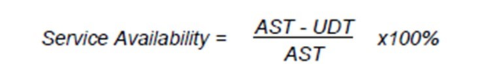 Service Availability = AST - UDT x100%
AST